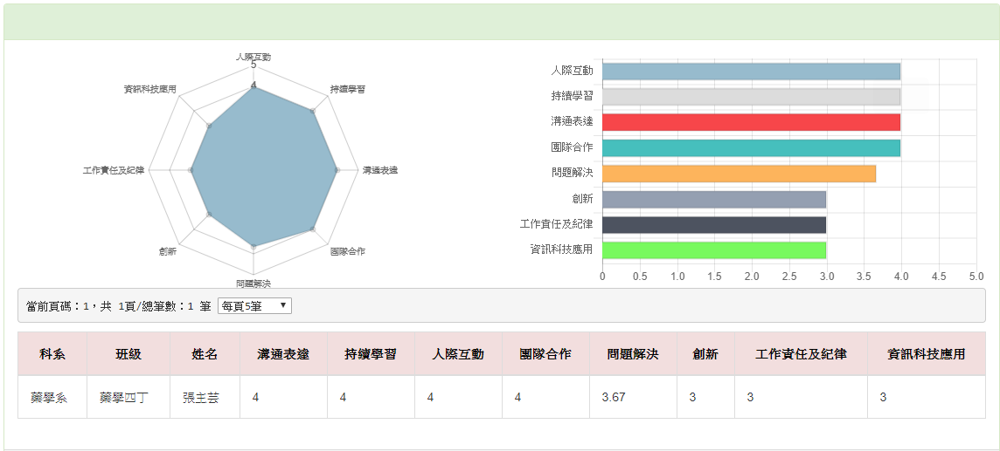 人際互動
5
4
資訊科技應用
持續學習
工作責任及紀律
溝通表達
創新
團隊合作
問題解決
人際互動
持續學習
溝通表達
團隊合作
問題解決
創新
工作責任及紀律
資訊科技應用
0 0.5 1.0 1.5 2.0 2.5 3.0 3.5 4.0 4.5 5.0
當前頁碼：1，共 1頁/總筆數：1 筆 每頁5筆
科系 班級 姓名 溝通表達 持續學習 人際互動 團隊合作 問題解決 創新 工作責任及紀律 資訊科技應用
藥學系 藥學四丁 張主芸 4 4 4 4 3.67 3 3 3